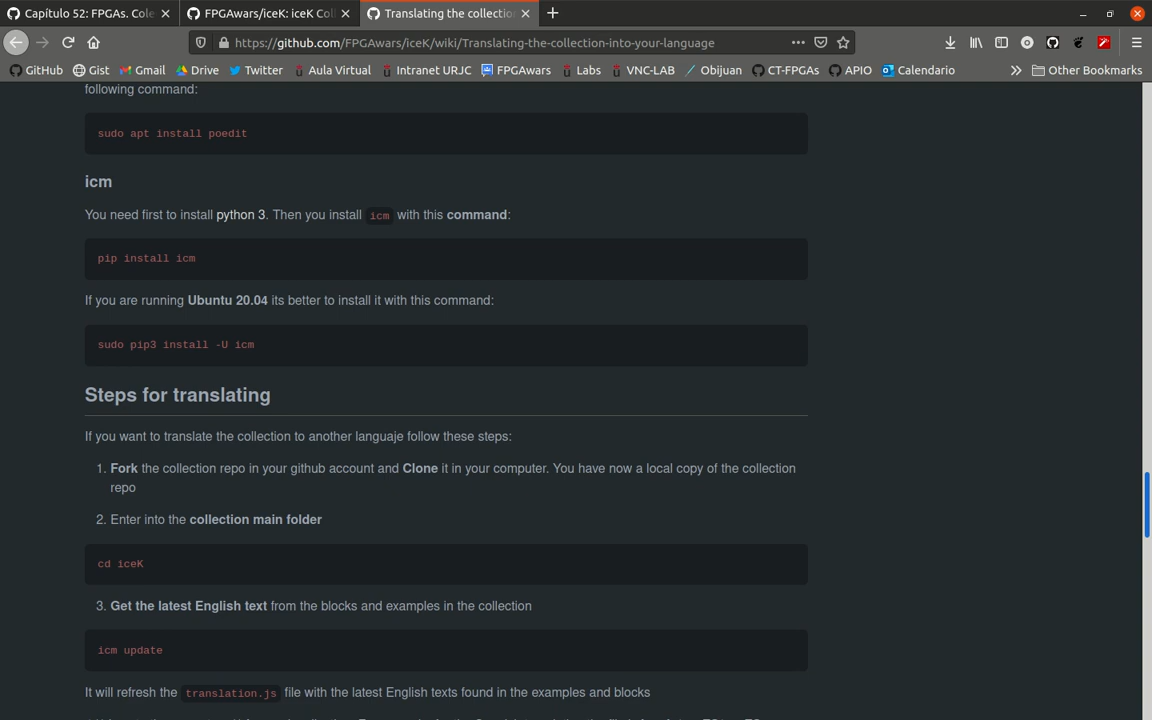 Capítulo 52: FPGAs. Cole
FPGAwars/iceK: iceK Coll
Translating the collection
https://github.com/FPGAwars/iceK/wiki/Translating-the-collection-into-your-language
GitHub Gist Gmail Drive Twitter Aula Virtual Intranet URJC FPGAwars Labs VNC-LAB Obijuan CT-FPGAs APIO Calendario Other Bookmarks
following command:
sudo apt install poedit
icm
You need first to install python 3. Then you install icm with this command:
pip install icm
If you are running Ubuntu 20.04 its better to install it with this command:
sudo pip3 install -U icm
Steps for translating
If you want to translate the collection to another languaje follow these steps:
1. Fork the collection repo in your github account and Clone it in your computer. You have now a local copy of the collection
repo
2. Enter into the collection main folder
cd iceK
3. Get the latest English text from the blocks and examples in the collection
icm update
It will refresh the translation.js file with the latest English texts found in the examples and blocks